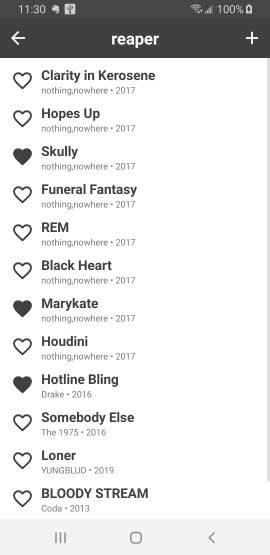 11:30 100%
reaper
Clarity in Kerosene
nothing,nowhere • 2017
Hopes Up
nothing,nowhere • 2017
Skully
nothing,nowhere • 2017
Funeral Fantasy
nothing,nowhere • 2017
REM
nothing,nowhere • 2017
Black Heart
nothing,nowhere • 2017
Marykate
nothing,nowhere • 2017
Houdini
nothing,nowhere • 2017
Hotline Bling
Drake • 2016
Somebody Else
The 1975 • 2016
Loner
YUNGBLUD • 2019
BLOODY STREAM
Coda • 2013